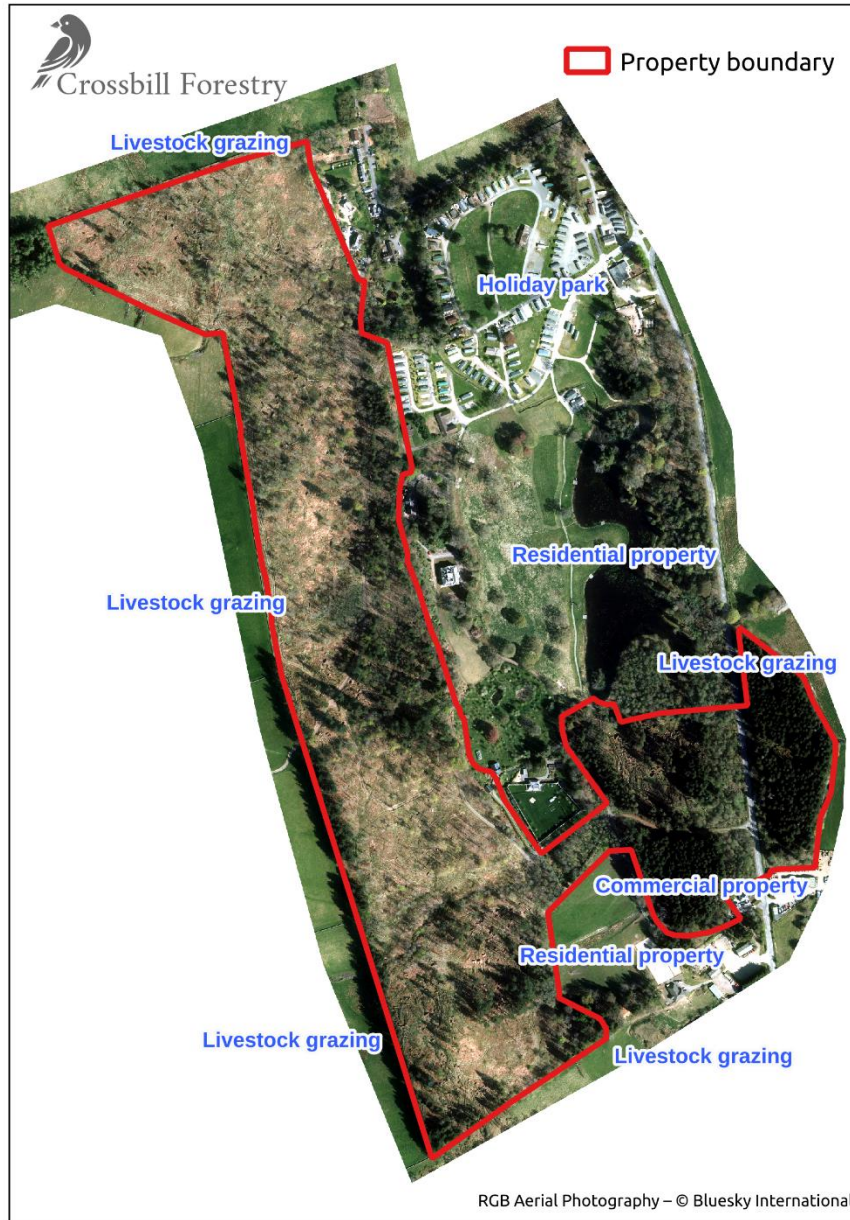 Crossbill Forestry
Property boundary
Livestock grazing
Holiday park
Residential property
Livestock grazing
Livestock grazing
Commercial property
Residential property
Livestock grazing
Livestock grazing
RGB Aerial Photography – © Bluesky International